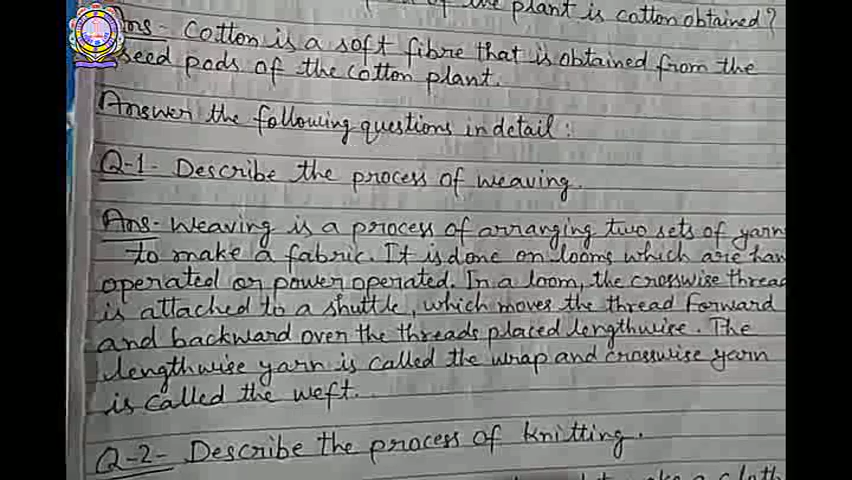 of the plant is cotton obtained?
Ans- Cotton is a soft fibre that is obtained from the
seed pods of the cotton plant.
Answer the following questions in detail:
Q-1- Describe the process of weaving.
Ans- Weaving is a process of arranging two sets of yarn
to make a fabric. It is done on looms which are han
operated or power operated. In a loom, the crosswise thread
is attached to a shuttle, which moves the thread forward
and backward over the threads placed lengthwise. The
lengthwise yarn is called the wrap and crosswise yarn
is called the weft.
Q-2- Describe the process of knitting.
make a cloth